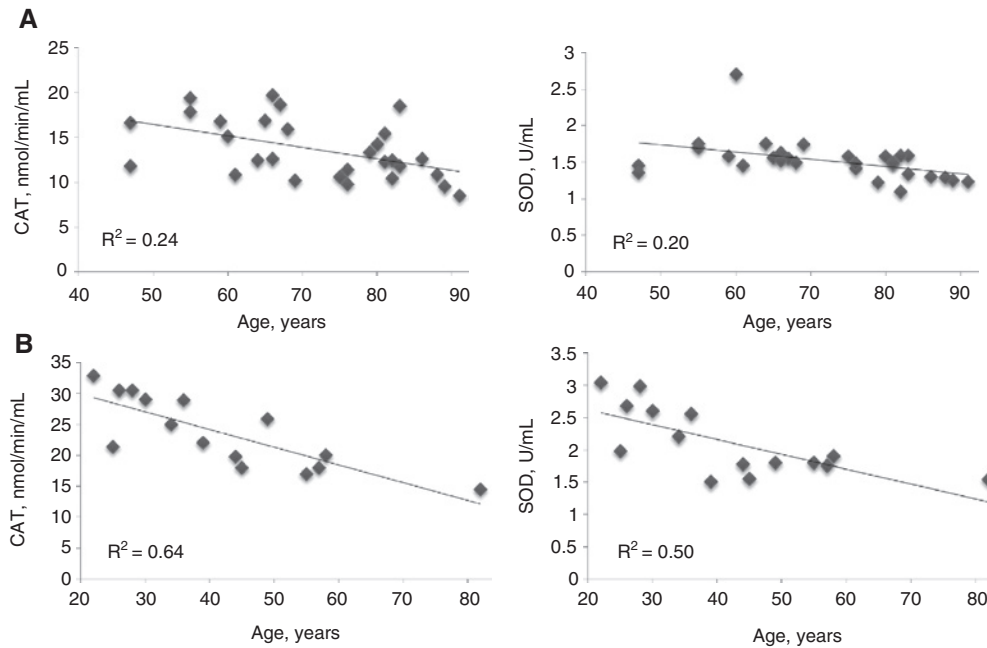 A
CAT, nmol/min/mL
25
20
15
10
5
0
R² = 0.24
40 50 60 70 80 90
Age, years
SOD, U/mL
3
2.5
2
1.5
1
0.5
0
R² = 0.20
40 50 60 70 80 90
Age, years
B
CAT, nmol/min/mL
35
30
25
20
15
10
5
0
R² = 0.64
20 30 40 50 60 70 80
Age, years
SOD, U/mL
3.5
3
2.5
2
1.5
1
0.5
0
R² = 0.50
20 30 40 50 60 70 80
Age, years